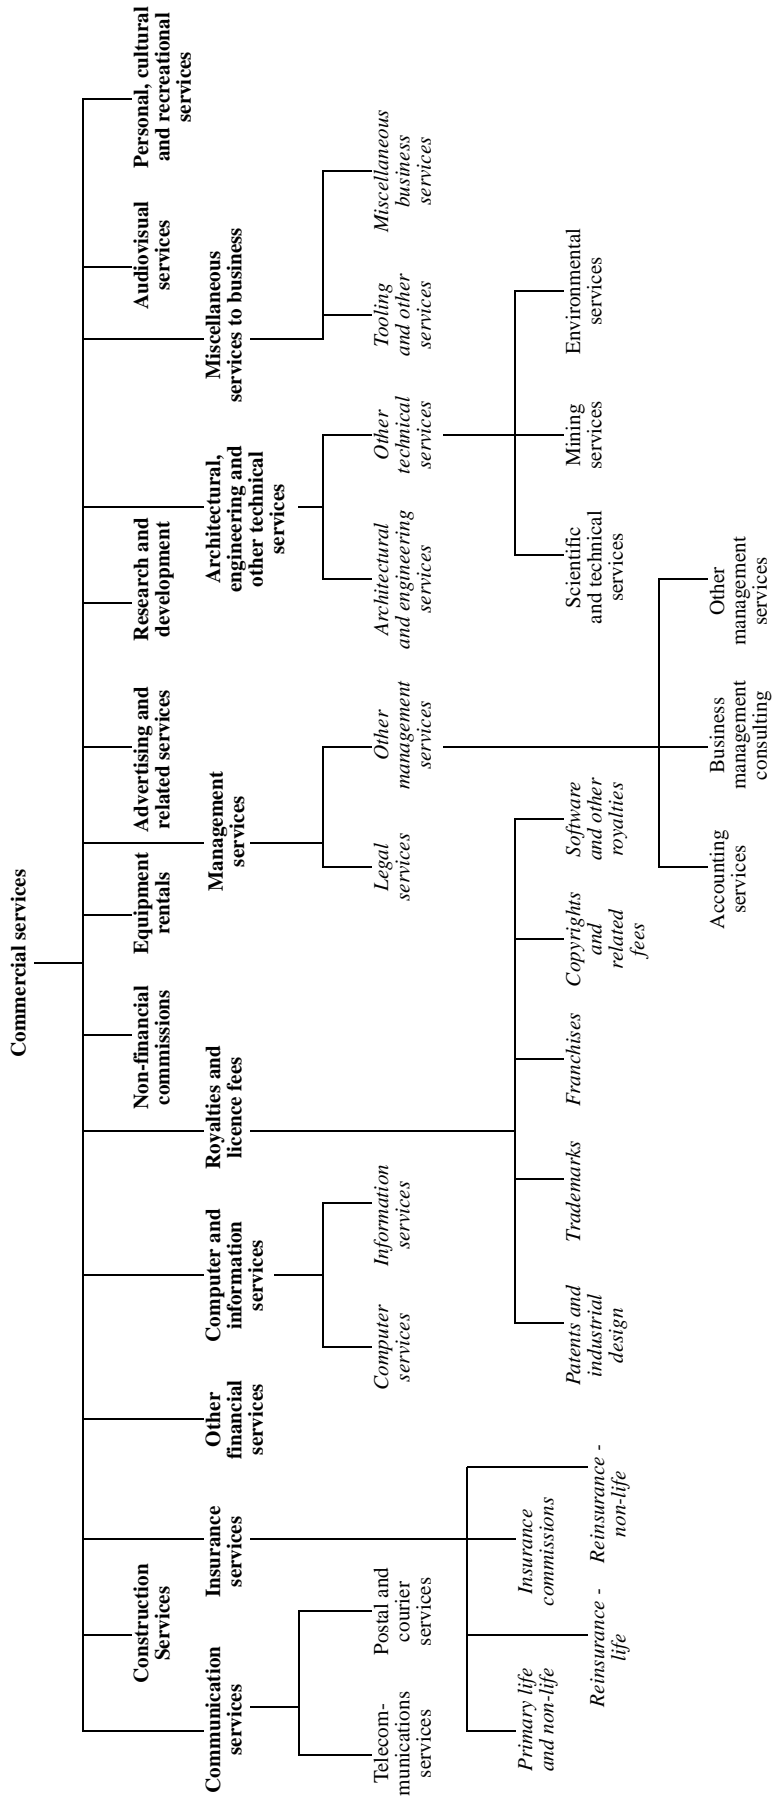 Commercial services
Communication
services
Telecom-
munications
services
Postal and
courier
services
Construction
Services
Insurance
services
Primary life
and non-life
Reinsurance -
life
Insurance
commissions
Reinsurance -
non-life
Other
financial
services
Computer and
information
services
Computer
services
Information
services
Royalties and
licence fees
Patents and
industrial
design
Trademarks
Franchises
Copyrights
and
related
fees
Software
and other
royalties
Non-financial
commissions
Equipment
rentals
Management
services
Legal
services
Other
management
services
Accounting
services
Business
management
consulting
Other
management
services
Advertising and
related services
Research and
development
Architectural,
engineering and
other technical
services
Architectural
and engineering
services
Other
technical
services
Scientific
and technical
services
Mining
services
Environmental
services
Miscellaneous
services to business
Tooling
and other
services
Miscellaneous
business
services
Audiovisual
services
Personal, cultural
and recreational
services